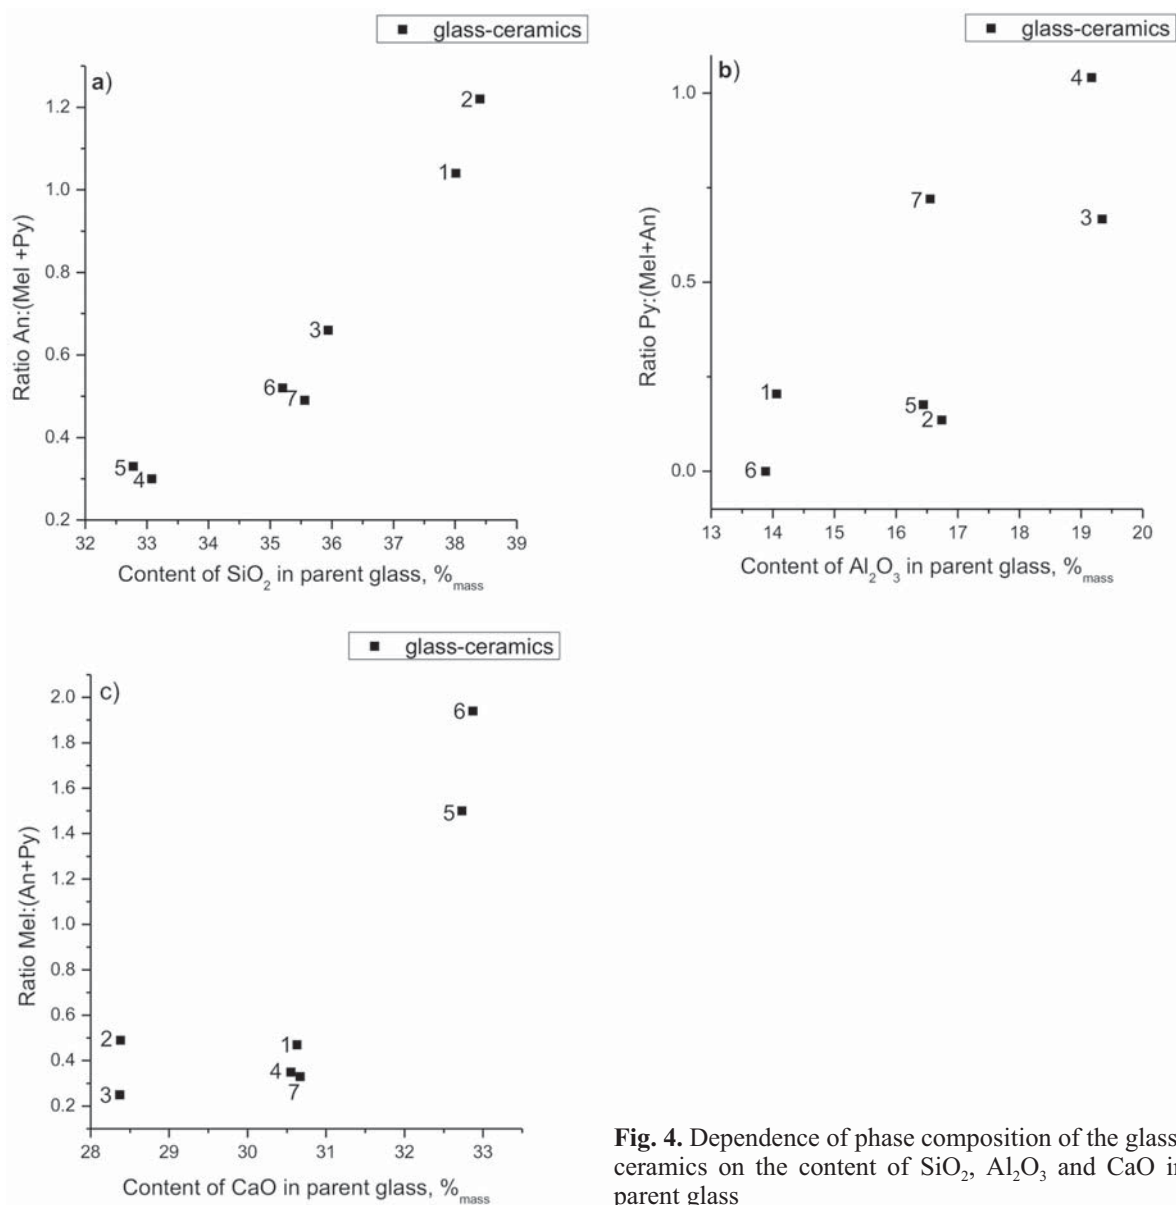 glass-ceramics
a)
1.2
1.0
0.8
0.6
0.4
0.2
Ratio An:(Mel +Py)
2
1
3
6
7
5
4
32 33 34 35 36 37 38 39
Content of SiO₂ in parent glass, %mass
glass-ceramics
b)
1.0
0.5
0.0
Ratio Py:(Mel+An)
4
7
3
1
5
2
6
13 14 15 16 17 18 19 20
Content of Al₂O₃ in parent glass, %mass
glass-ceramics
c)
2.0
1.8
1.6
1.4
1.2
1.0
0.8
0.6
0.4
0.2
Ratio Mel:(An+Py)
6
5
2
1
4
7
3
28 29 30 31 32 33
Content of CaO in parent glass, %mass
Fig. 4. Dependence of phase composition of the glass-
ceramics on the content of SiO₂, Al₂O₃ and CaO in
parent glass